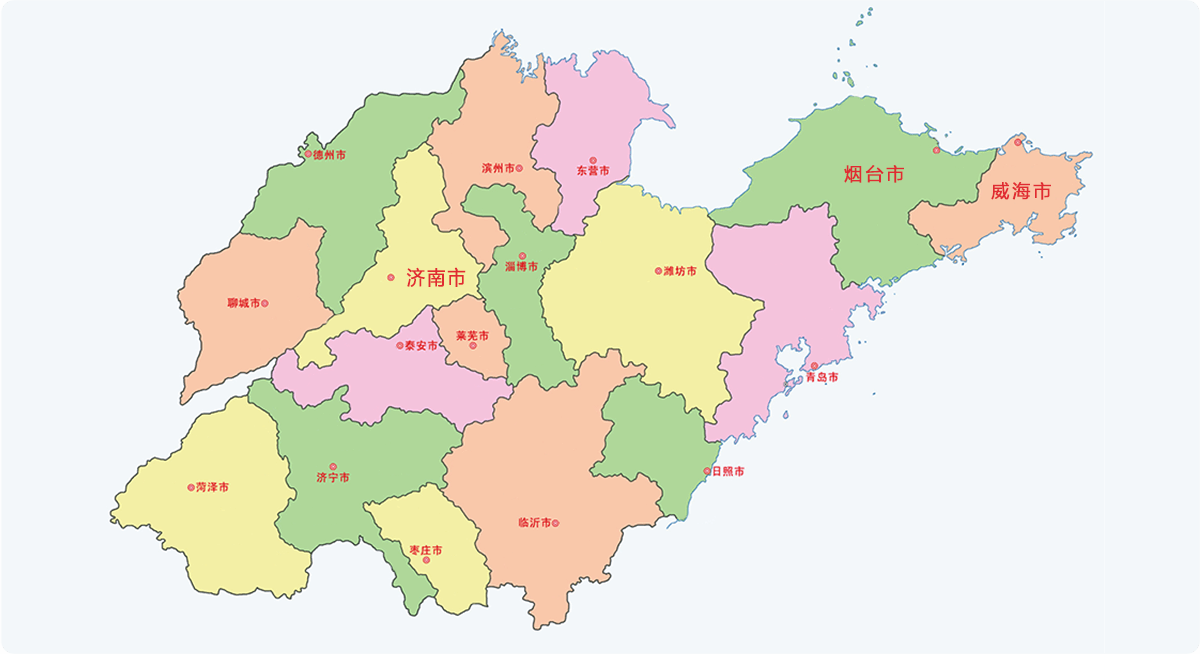 德州市
滨州市
东营市
烟台市
威海市
济南市
淄博市
潍坊市
聊城市
莱芜市
泰安市
青岛市
济宁市
日照市
菏泽市
临沂市
枣庄市